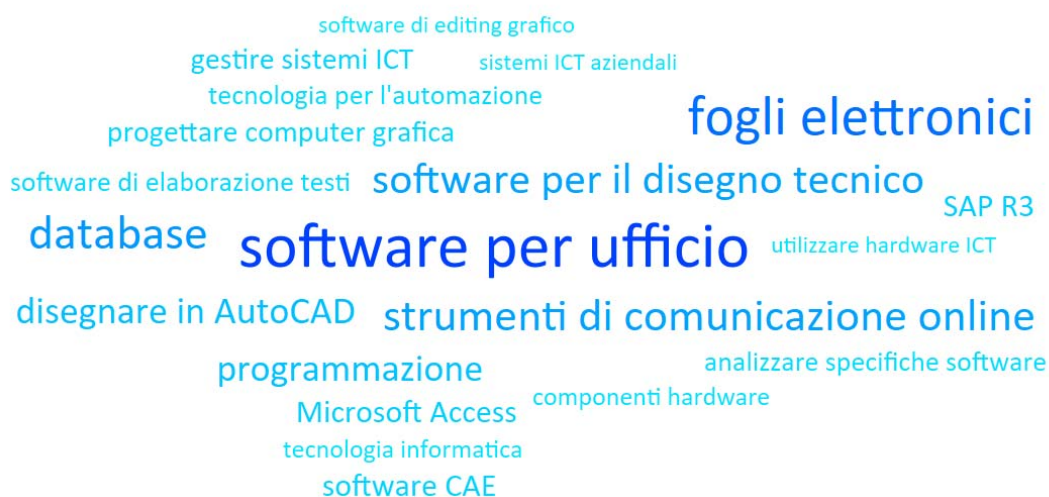 software di editing grafico
gestire sistemi ICT
sistemi ICT aziendali
tecnologia per l'automazione
fogli elettronici
progettare computer grafica
software di elaborazione testi
software per il disegno tecnico
SAP R3
database
software per ufficio
utilizzare hardware ICT
disegnare in AutoCAD
strumenti di comunicazione online
programmazione
analizzare specifiche software
Microsoft Access
componenti hardware
tecnologia informatica
software CAE